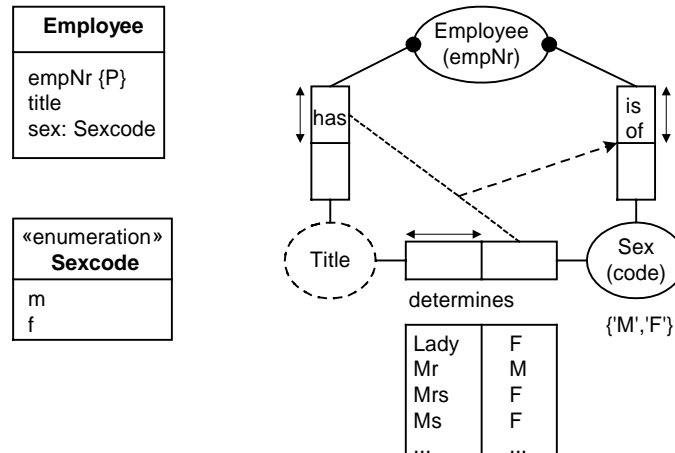 Employee
empNr {P}
title
sex: Sexcode
«enumeration»
Sexcode
m
f
Employee
(empNr)
has
is
of
Title
Sex
(code)
determines
{'M','F'}
Lady F
Mr M
Mrs F
Ms F
... ...